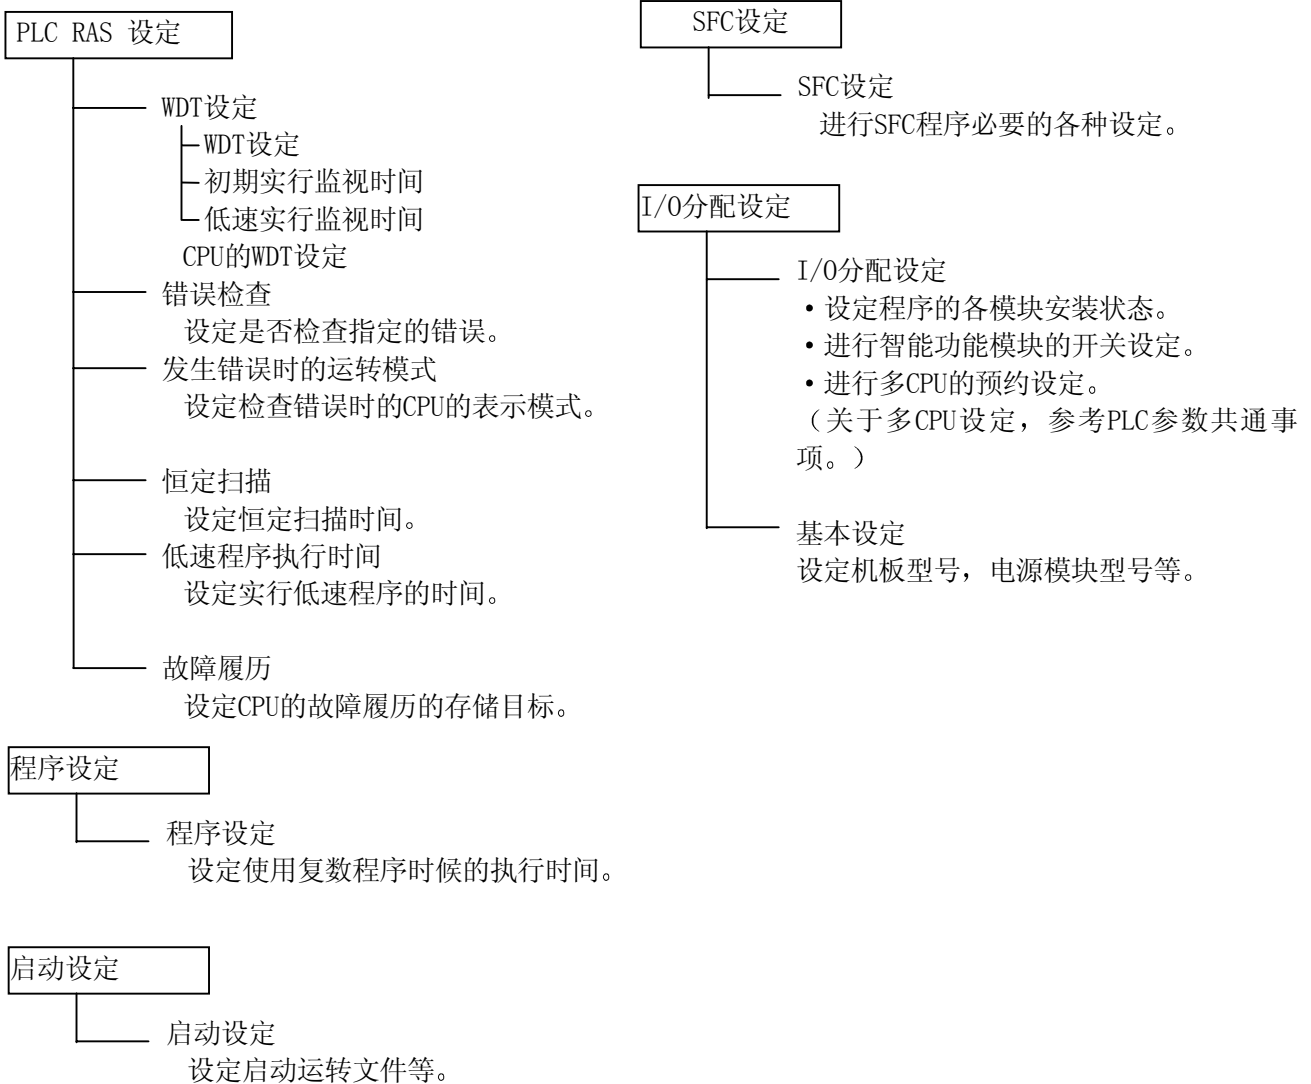 PLC RAS 设定
WDT设定
WDT设定
初期实行监视时间
低速实行监视时间
CPU的WDT设定
错误检查
设定是否检查指定的错误。
发生错误时的运转模式
设定检查错误时的CPU的表示模式。
恒定扫描
设定恒定扫描时间。
低速程序执行时间
设定实行低速程序的时间。
故障履历
设定CPU的故障履历的存储目标。
程序设定
程序设定
设定使用复数程序时候的执行时间。
启动设定
启动设定
设定启动运转文件等。
SFC设定
SFC设定
进行SFC程序必要的各种设定。
I/O分配设定
I/O分配设定
・设定程序的各模块安装状态。
・进行智能功能模块的开关设定。
・进行多CPU的预约设定。
（关于多CPU设定，参考PLC参数共通事
项。）
基本设定
设定机板型号，电源模块型号等。